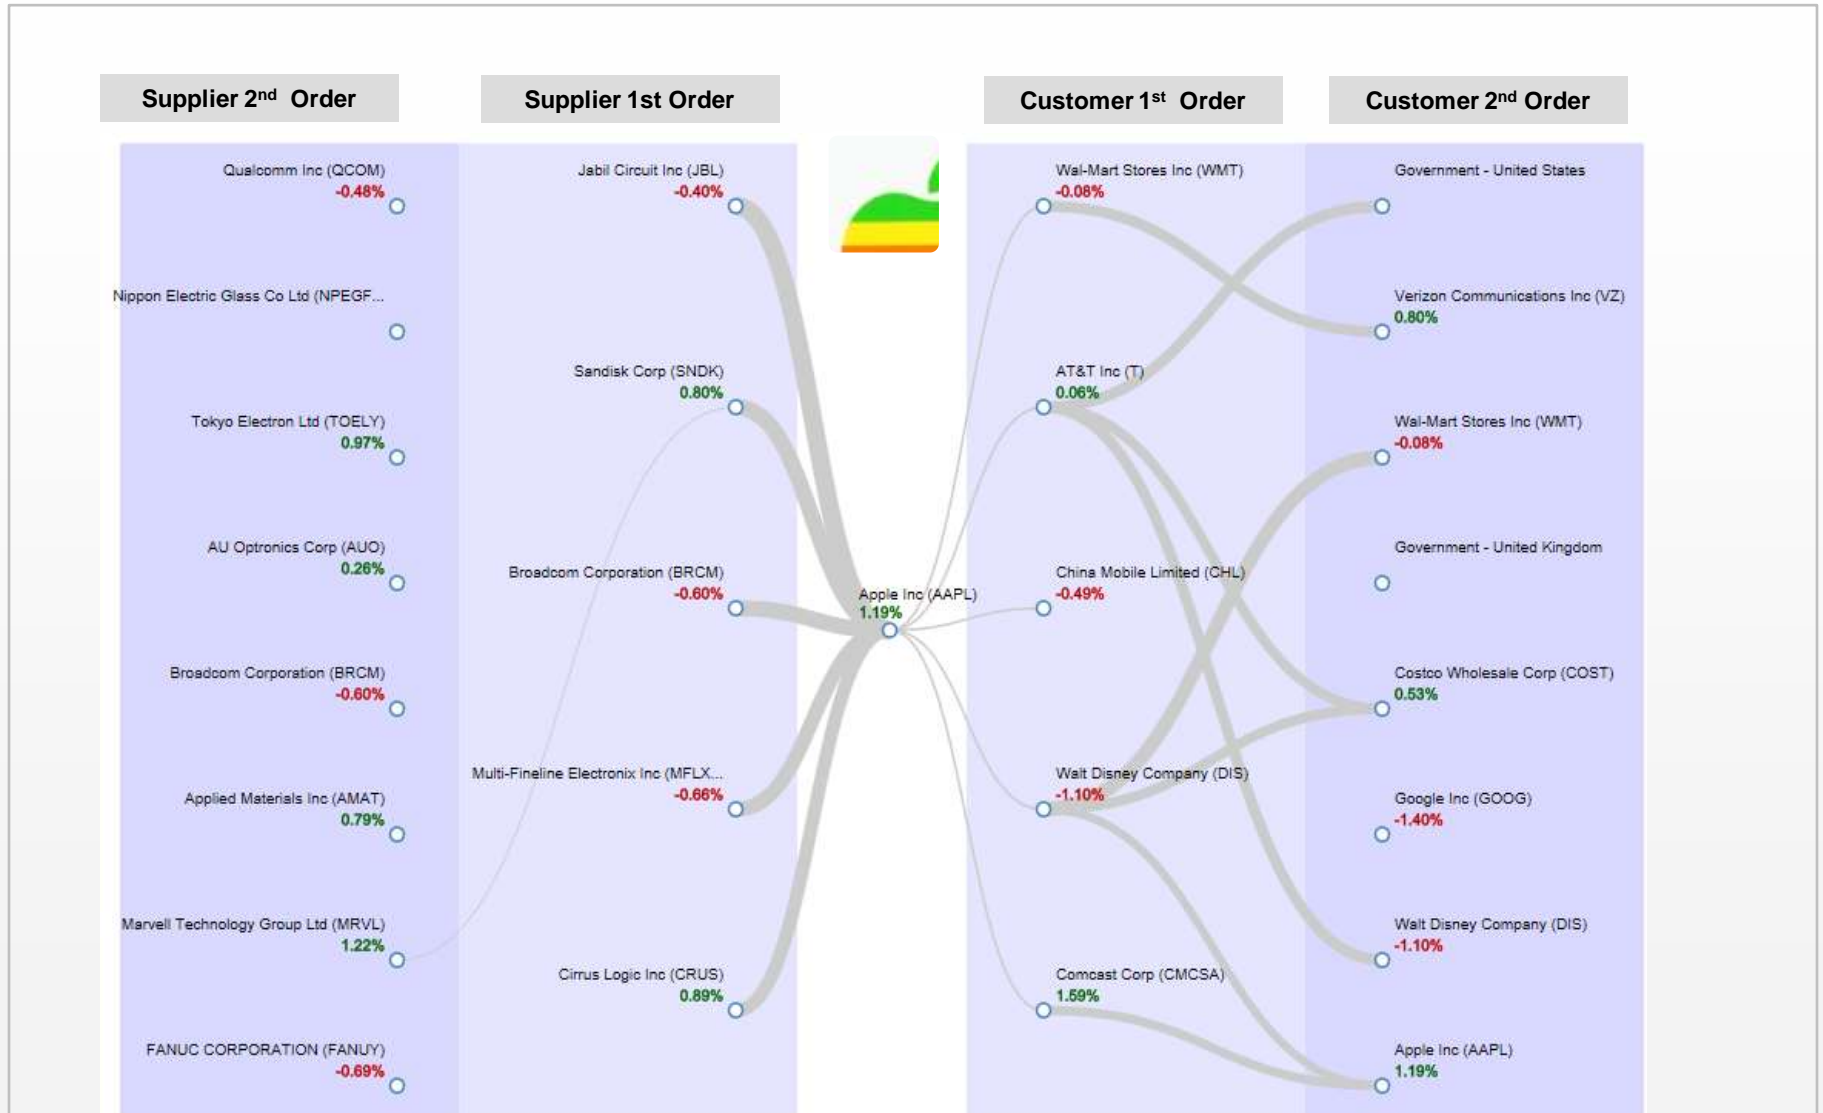 Supplier 2nd Order
Supplier 1st Order
Customer 1st Order
Customer 2nd Order
Qualcomm Inc (QCOM)
-0.48%
Nippon Electric Glass Co Ltd (NPEGF...
Tokyo Electron Ltd (TOELY)
0.97%
AU Optronics Corp (AUO)
0.26%
Broadcom Corporation (BRCM)
-0.60%
Applied Materials Inc (AMAT)
0.79%
Marvell Technology Group Ltd (MRVL)
1.22%
FANUC CORPORATION (FANUY)
-0.69%
Jabil Circuit Inc (JBL)
-0.40%
Sandisk Corp (SNDK)
0.80%
Broadcom Corporation (BRCM)
-0.60%
Multi-Fineline Electronix Inc (MFLX...
-0.66%
Cirrus Logic Inc (CRUS)
0.89%
Apple Inc (AAPL)
1.19%
Wal-Mart Stores Inc (WMT)
-0.08%
AT&T Inc (T)
0.06%
China Mobile Limited (CHL)
-0.49%
Walt Disney Company (DIS)
-1.10%
Comcast Corp (CMCSA)
1.59%
Government - United States
Verizon Communications Inc (VZ)
0.80%
Wal-Mart Stores Inc (WMT)
-0.08%
Government - United Kingdom
Costco Wholesale Corp (COST)
0.53%
Google Inc (GOOG)
-1.40%
Walt Disney Company (DIS)
-1.10%
Apple Inc (AAPL)
1.19%